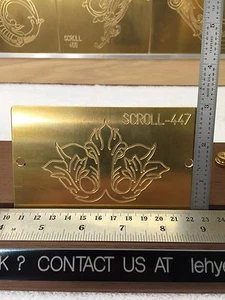 SCROLL
SCROLL-447
10 11 12 13 14 15 16 17 18 19 20 21 22 23 24
4 5 6 7 8 9
K ? CONTACT US AT lehye